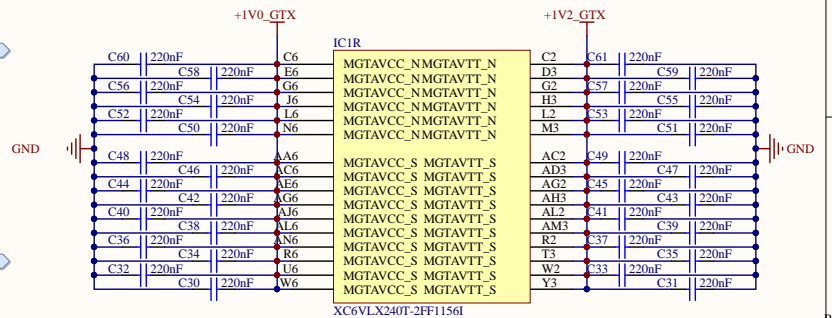 +1V0_GTX +1V2_GTX
IC1R
C60 220nF C6 MGTAVCC_N MGTAVTT_N C2 C61 220nF
C58 220nF E6 MGTAVCC_N MGTAVTT_N D3 C59 220nF
C56 220nF G6 MGTAVCC_N MGTAVTT_N G2 C57 220nF
C54 220nF J6 MGTAVCC_N MGTAVTT_N H3 C55 220nF
C52 220nF L6 MGTAVCC_N MGTAVTT_N L2 C53 220nF
C50 220nF N6 MGTAVCC_N MGTAVTT_N M3 C51 220nF
GND GND
C48 220nF AA6 MGTAVCC_S MGTAVTT_S AC2 C49 220nF
C46 220nF AC6 MGTAVCC_S MGTAVTT_S AD3 C47 220nF
C44 220nF AE6 MGTAVCC_S MGTAVTT_S AG2 C45 220nF
C42 220nF AG6 MGTAVCC_S MGTAVTT_S AH3 C43 220nF
C40 220nF AJ6 MGTAVCC_S MGTAVTT_S AL2 C41 220nF
C38 220nF AL6 MGTAVCC_S MGTAVTT_S AM3 C39 220nF
C36 220nF AN6 MGTAVCC_S MGTAVTT_S R2 C37 220nF
C34 220nF R6 MGTAVCC_S MGTAVTT_S T3 C35 220nF
C32 220nF U6 MGTAVCC_S MGTAVTT_S W2 C33 220nF
C30 220nF W6 MGTAVCC_S MGTAVTT_S Y3 C31 220nF
XC6VLX240T-2FF1156I